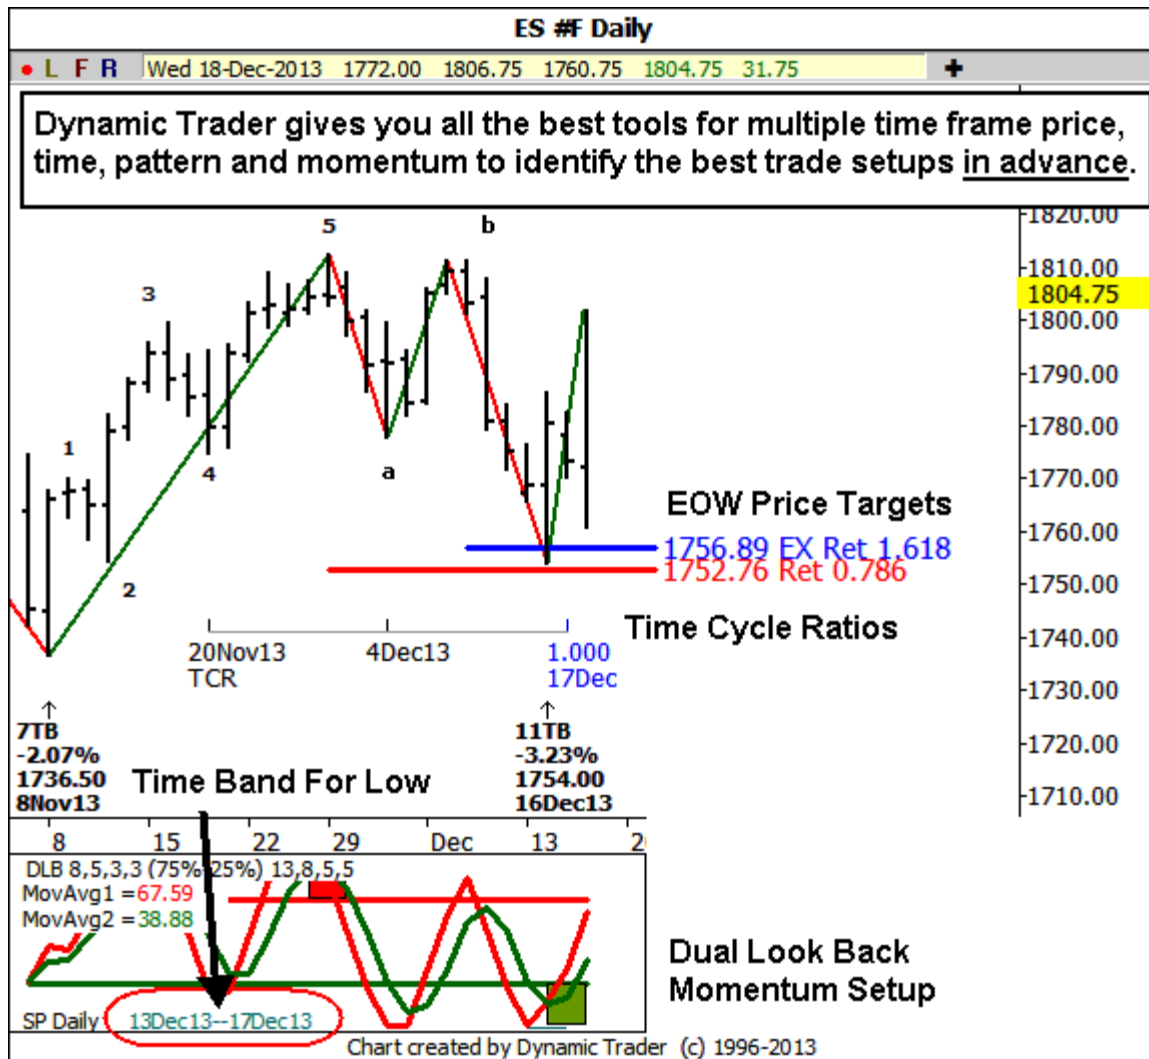 ES #F Daily
L F R Wed 18-Dec-2013 1772.00 1806.75 1760.75 1804.75 31.75
Dynamic Trader gives you all the best tools for multiple time frame price,
time, pattern and momentum to identify the best trade setups in advance.
1820.00
5
b
1810.00
3
1804.75
1800.00
1790.00
1780.00
1
4
a
1770.00
EOW Price Targets
1760.00
1756.89 EX Ret 1.618
1752.76 Ret 0.786
2
1750.00
Time Cycle Ratios
1740.00
20Nov13 4Dec13 1.000
TCR 17Dec
1730.00
7TB 11TB
-2.07% -3.23%
1720.00
1736.50 1754.00
Time Band For Low
8Nov13 16Dec13
1710.00
8 15 22 29 Dec 13
DLB 8,5,3,3 (75%-25%) 13,8,5,5
MovAvg1 =67.59
MovAvg2 =38.88
Dual Look Back
Momentum Setup
SP Daily 13Dec13--17Dec13
Chart created by Dynamic Trader (c) 1996-2013